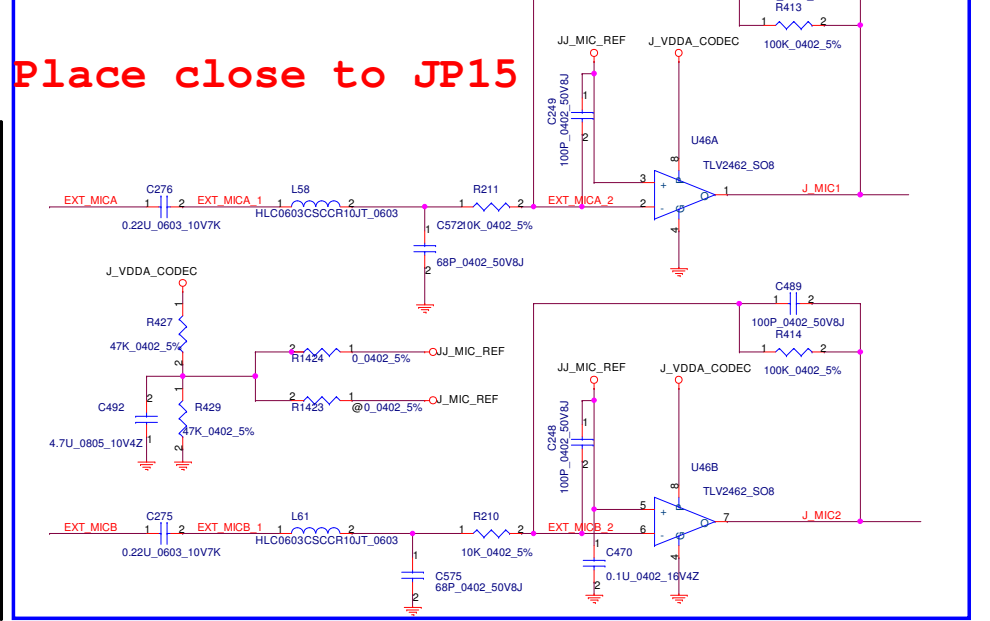 R413
1 2
100K_0402_5%
JJ_MIC_REF
J_VDDA_CODEC
Place close to JP15
1
C249
100P_0402_50V8J
2
U46A
TLV2462_SO8
8
3
+
1
J_MIC1
2
-
O
4
EXT_MICA
C276
1 2
0.22U_0603_10V7K
EXT_MICA_1
L58
1 2
HLC0603CSCCR10JT_0603
R211
1 2
10K_0402_5%
EXT_MICA_2
1
C572
68P_0402_50V8J
2
J_VDDA_CODEC
1
R427
47K_0402_5%
2
C489
1 2
100P_0402_50V8J
R414
1 2
100K_0402_5%
2 1
R1424
0_0402_5%
JJ_MIC_REF
2 1
R1423
@0_0402_5%
J_MIC_REF
2
C492
1
4.7U_0805_10V4Z
1
R429
47K_0402_5%
2
JJ_MIC_REF
J_VDDA_CODEC
1
C248
100P_0402_50V8J
2
U46B
TLV2462_SO8
8
5
+
7
J_MIC2
6
-
O
4
EXT_MICB
C275
1 2
0.22U_0603_10V7K
EXT_MICB_1
L61
1 2
HLC0603CSCCR10JT_0603
R210
1 2
10K_0402_5%
EXT_MICB_2
1
C575
68P_0402_50V8J
2
1
C470
0.1U_0402_16V4Z
2